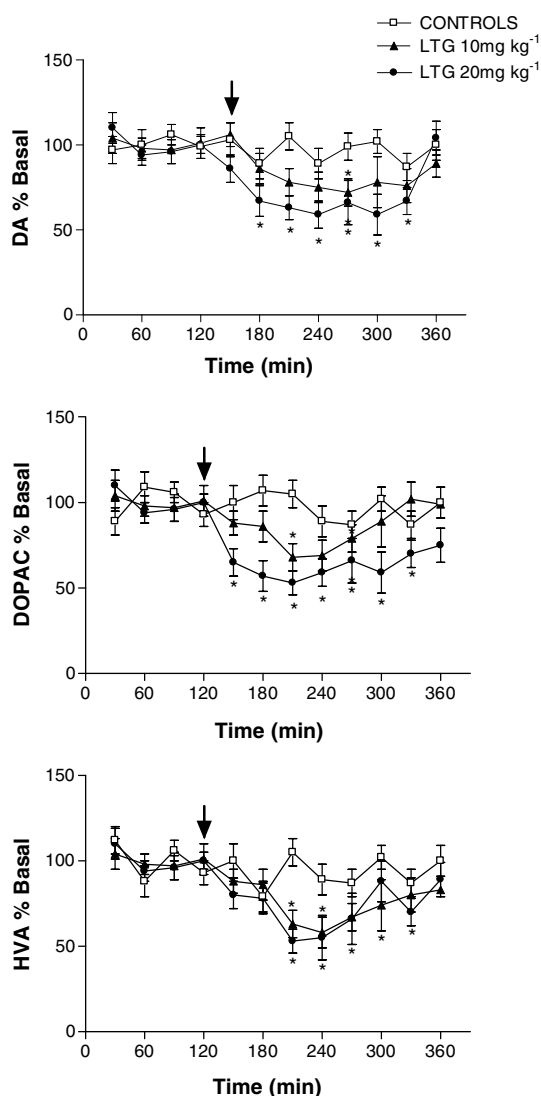 CONTROLS
LTG 10mg kg⁻¹
LTG 20mg kg⁻¹
150
100
50
0
DA % Basal
*
* * * * * *
*
0 60 120 180 240 300 360
Time (min)
150
100
50
0
DOPAC % Basal
*
*
* * * * * * *
0 60 120 180 240 300 360
Time (min)
150
100
50
0
HVA % Basal
* *
* * * * *
0 60 120 180 240 300 360
Time (min)